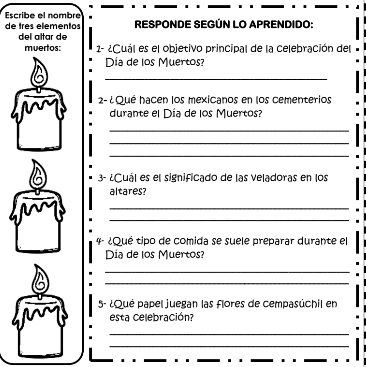 Escribe el nombre
de tres elementos
del altar de
muertos:
RESPONDE SEGÚN LO APRENDIDO:
1- ¿Cuál es el objetivo principal de la celebración del
Día de los Muertos?
2- ¿Qué hacen los mexicanos en los cementerios
durante el Día de los Muertos?
3- ¿Cuál es el significado de las veladoras en los
altares?
4- ¿Qué tipo de comida se suele preparar durante el
Día de los Muertos?
5- ¿Qué papel juegan las flores de cempasúchil en
esta celebración?